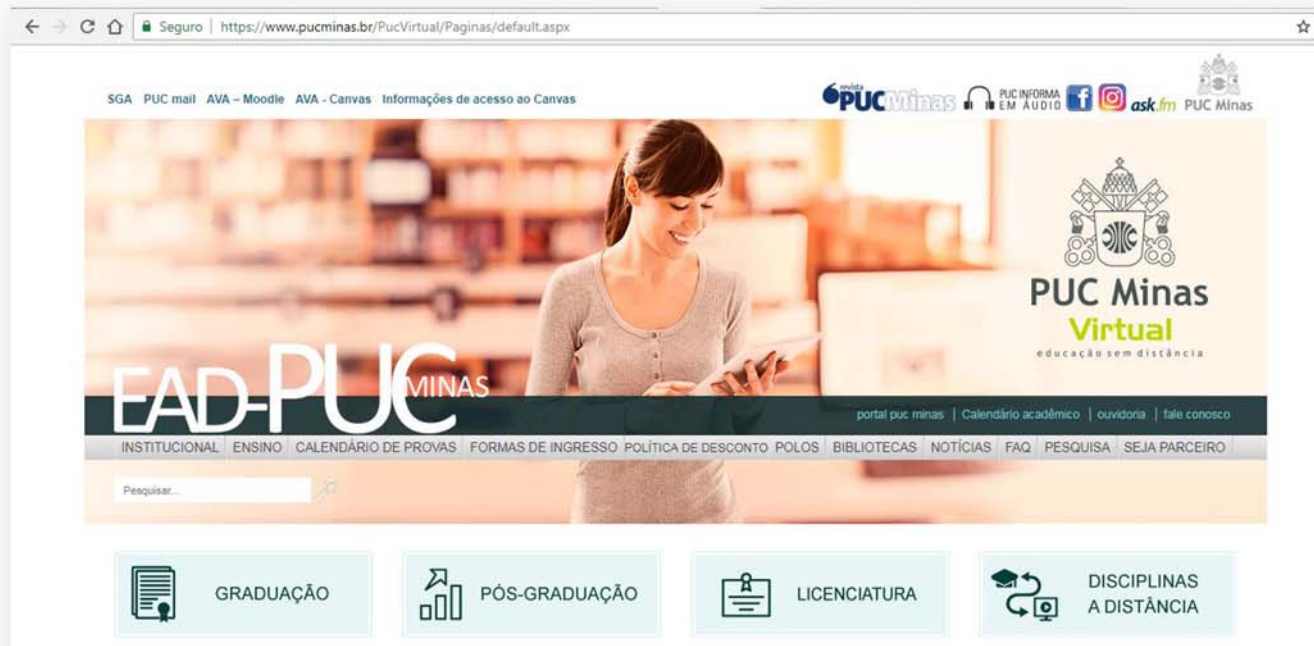 Seguro | https://www.pucminas.br/PucVirtual/Paginas/default.aspx
SGA PUC mail AVA – Moodle AVA - Canvas Informações de acesso ao Canvas
revista
PUC Minas
PUC INFORMA
EM ÁUDIO
ask.fm
PUC Minas
PUC Minas
Virtual
educação sem distância
EAD-PUC MINAS
portal puc minas | Calendário acadêmico | ouvidoria | fale conosco
INSTITUCIONAL ENSINO CALENDÁRIO DE PROVAS FORMAS DE INGRESSO POLÍTICA DE DESCONTO POLOS BIBLIOTECAS NOTÍCIAS FAQ PESQUISA SEJA PARCEIRO
Pesquisar...
GRADUAÇÃO
PÓS-GRADUAÇÃO
LICENCIATURA
DISCIPLINAS
A DISTÂNCIA